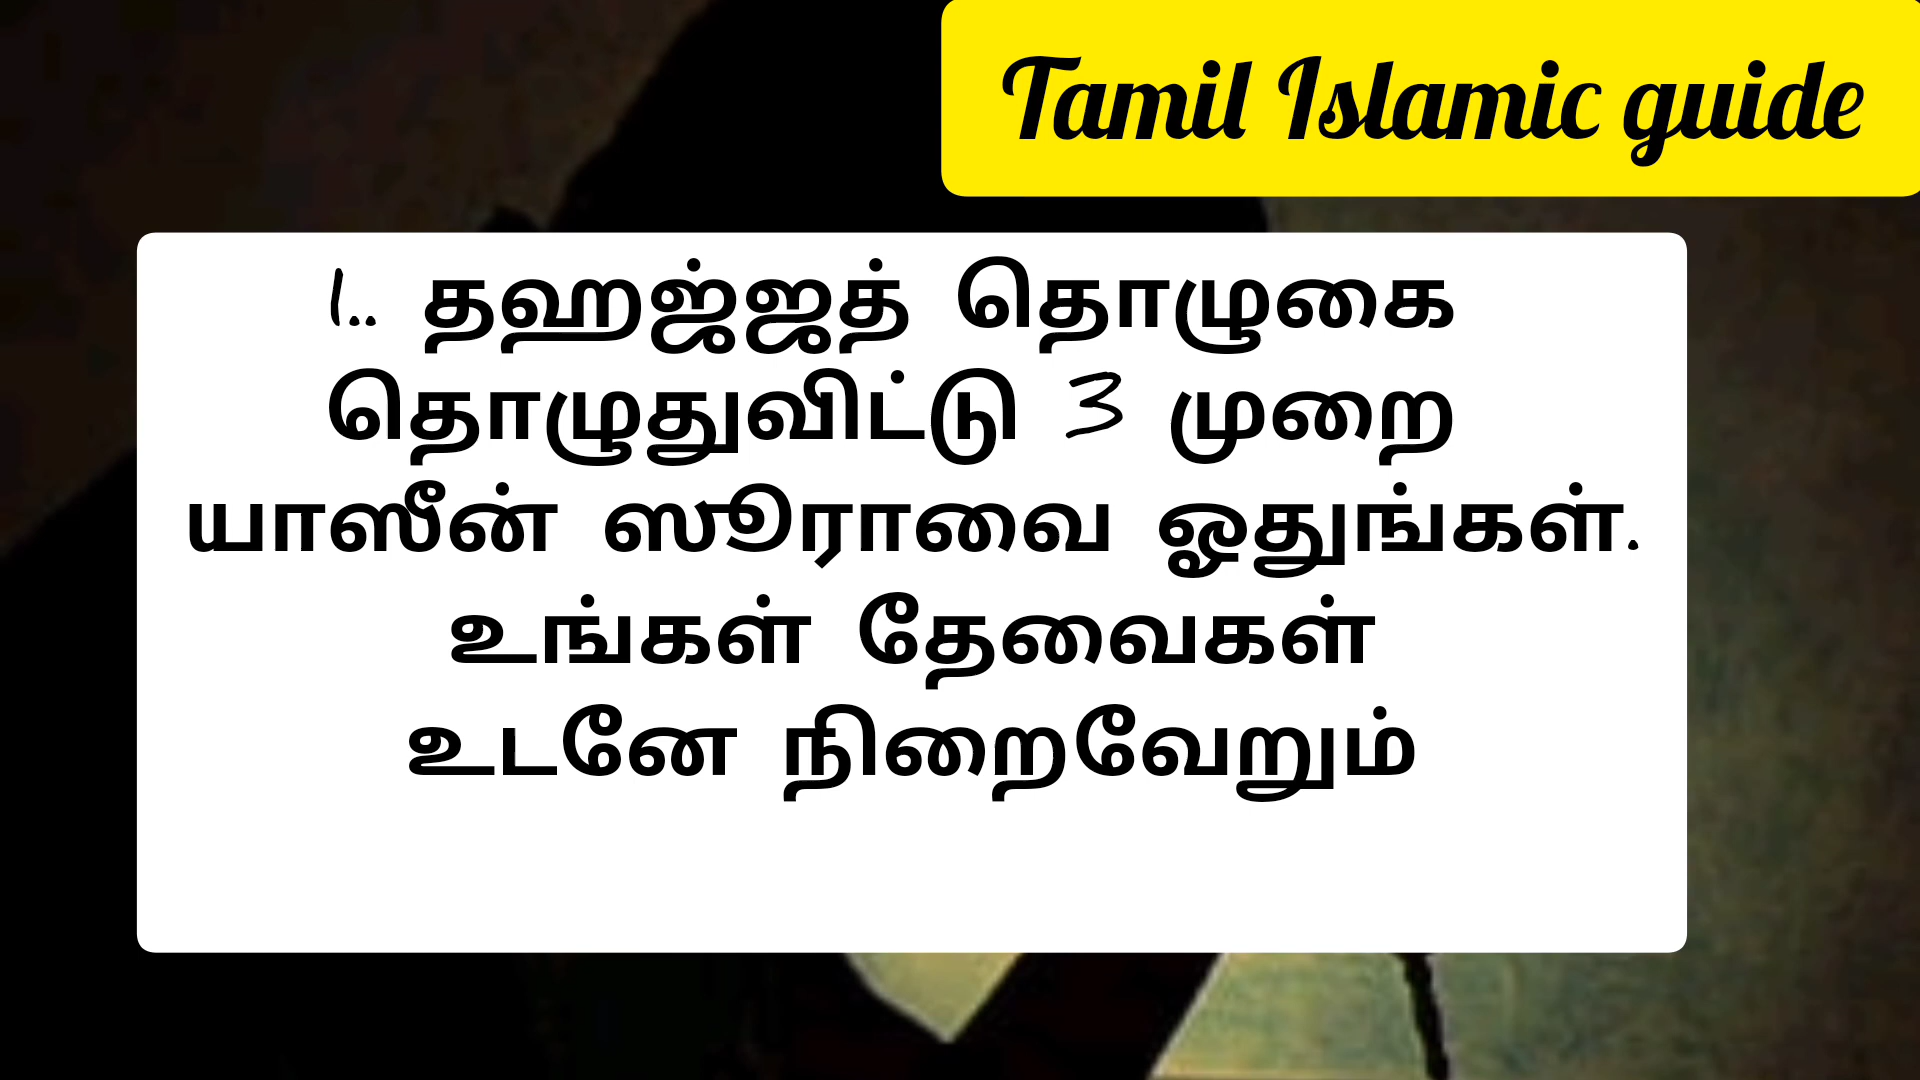 Tamil Islamic guide
1.. தஹஜ்ஜத் தொழுகை
தொழுதுவிட்டு 3 முறை
யாஸீன் ஸூராவை ஓதுங்கள்.
உங்கள் தேவைகள்
உடனே நிறைவேறும்